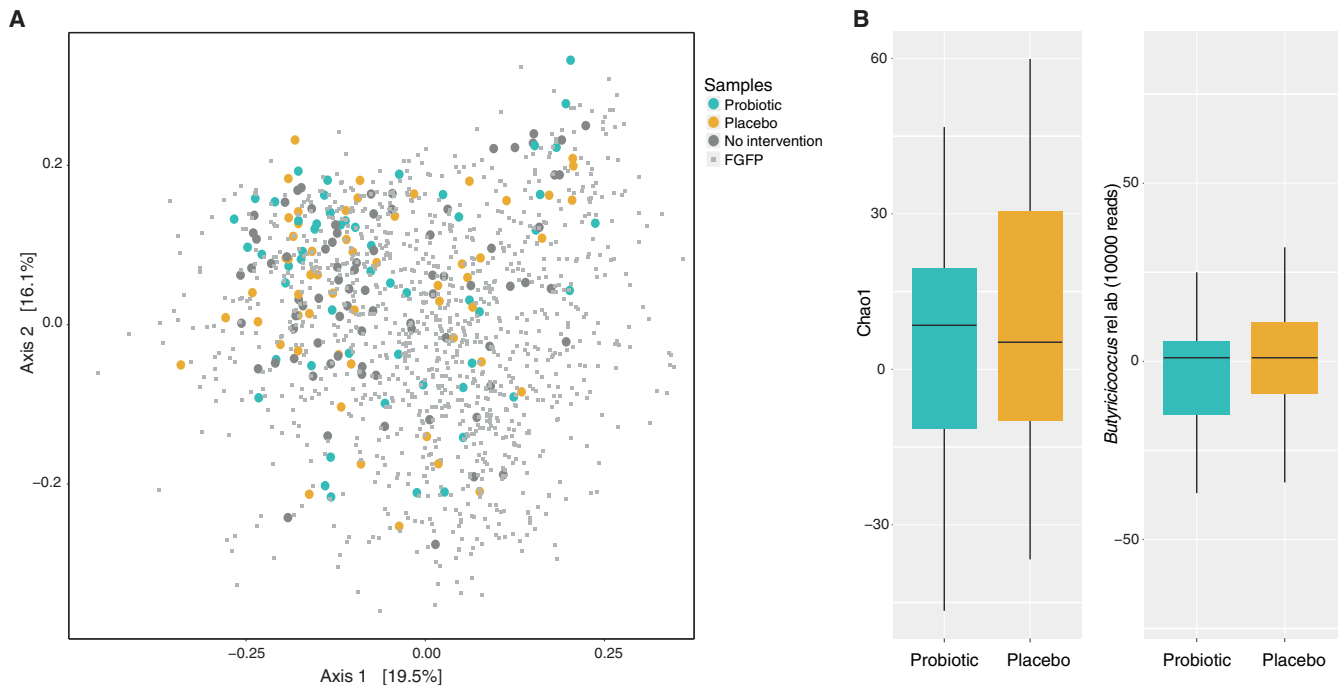 A
Axis 2 [16.1%]
0.2
0.0
−0.2
−0.25
0.00
0.25
Axis 1 [19.5%]
Samples
Probiotic
Placebo
No intervention
FGFP
B
Chao1
60
30
0
−30
Probiotic
Placebo
Butyricicoccus rel ab (10000 reads)
50
0
−50
Probiotic
Placebo